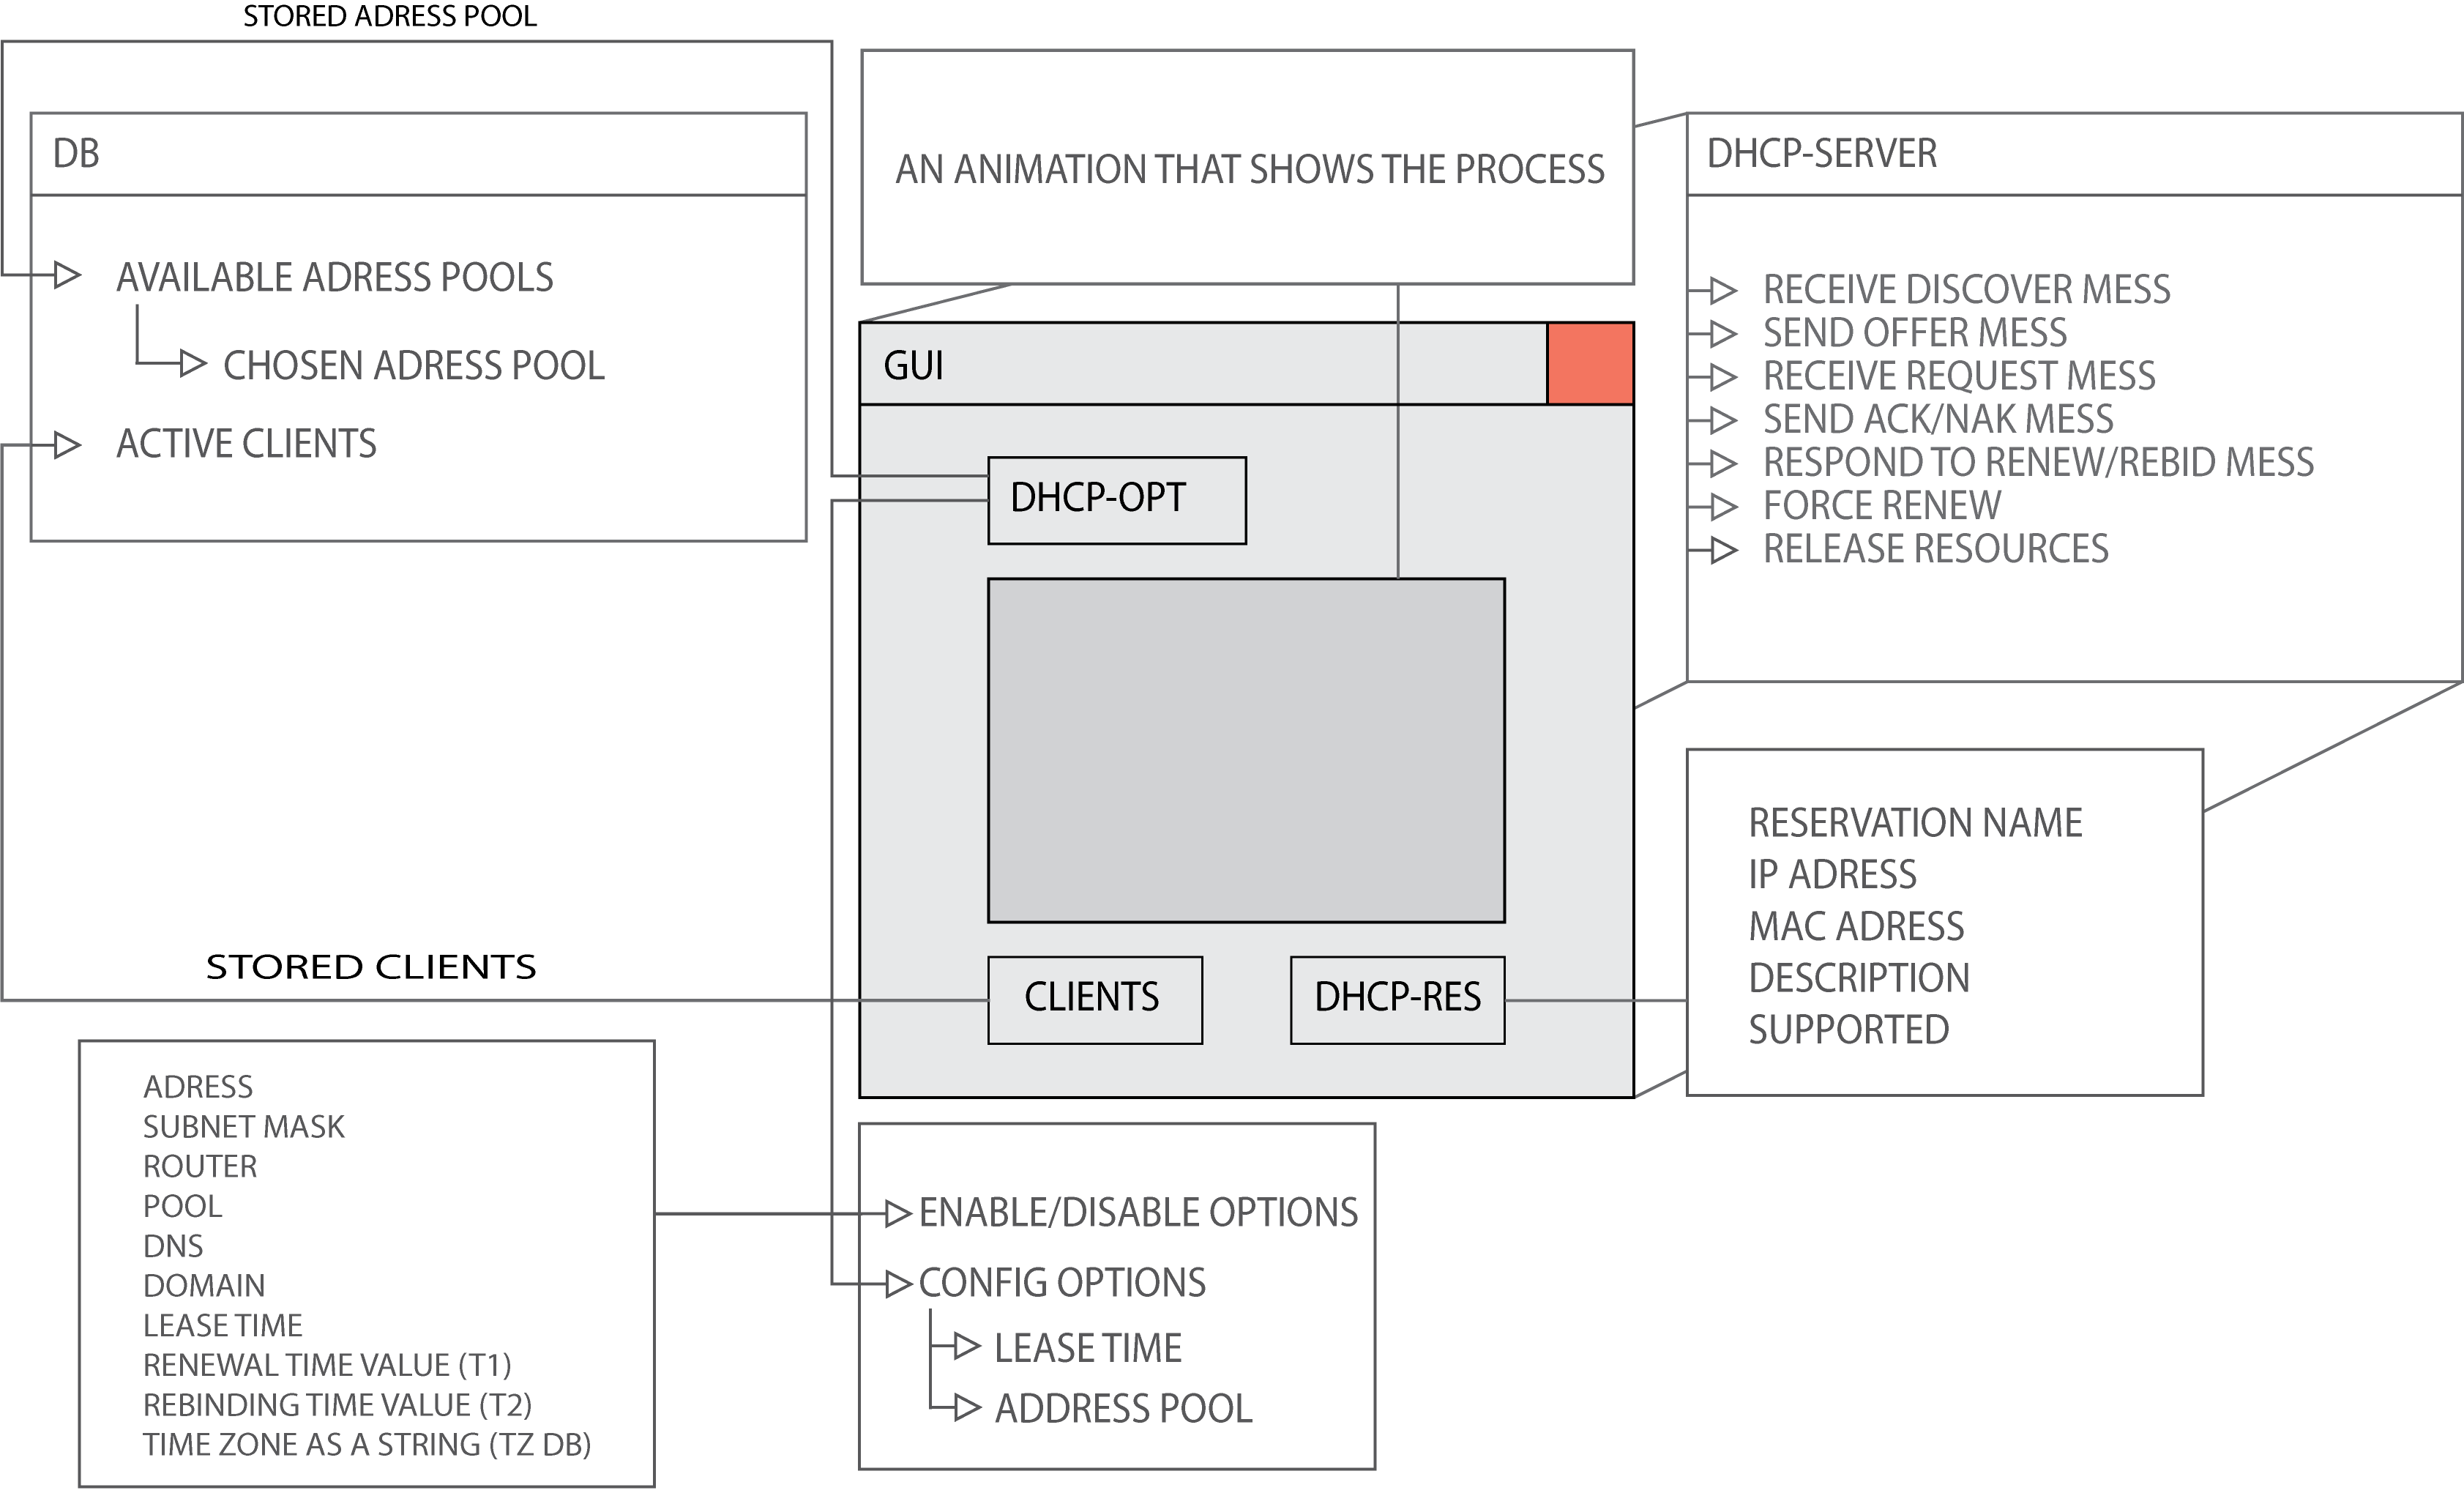 STORED ADRESS POOL
DB
AVAILABLE ADRESS POOLS
CHOSEN ADRESS POOL
ACTIVE CLIENTS
AN ANIMATION THAT SHOWS THE PROCESS
DHCP-SERVER
RECEIVE DISCOVER MESS
SEND OFFER MESS
RECEIVE REQUEST MESS
SEND ACK/NAK MESS
RESPOND TO RENEW/REBID MESS
FORCE RENEW
RELEASE RESOURCES
GUI
DHCP-OPT
CLIENTS
DHCP-RES
RESERVATION NAME
IP ADRESS
MAC ADRESS
DESCRIPTION
SUPPORTED
STORED CLIENTS
ADRESS
SUBNET MASK
ROUTER
POOL
DNS
DOMAIN
LEASE TIME
RENEWAL TIME VALUE (T1)
REBINDING TIME VALUE (T2)
TIME ZONE AS A STRING (TZ DB)
ENABLE/DISABLE OPTIONS
CONFIG OPTIONS
LEASE TIME
ADDRESS POOL